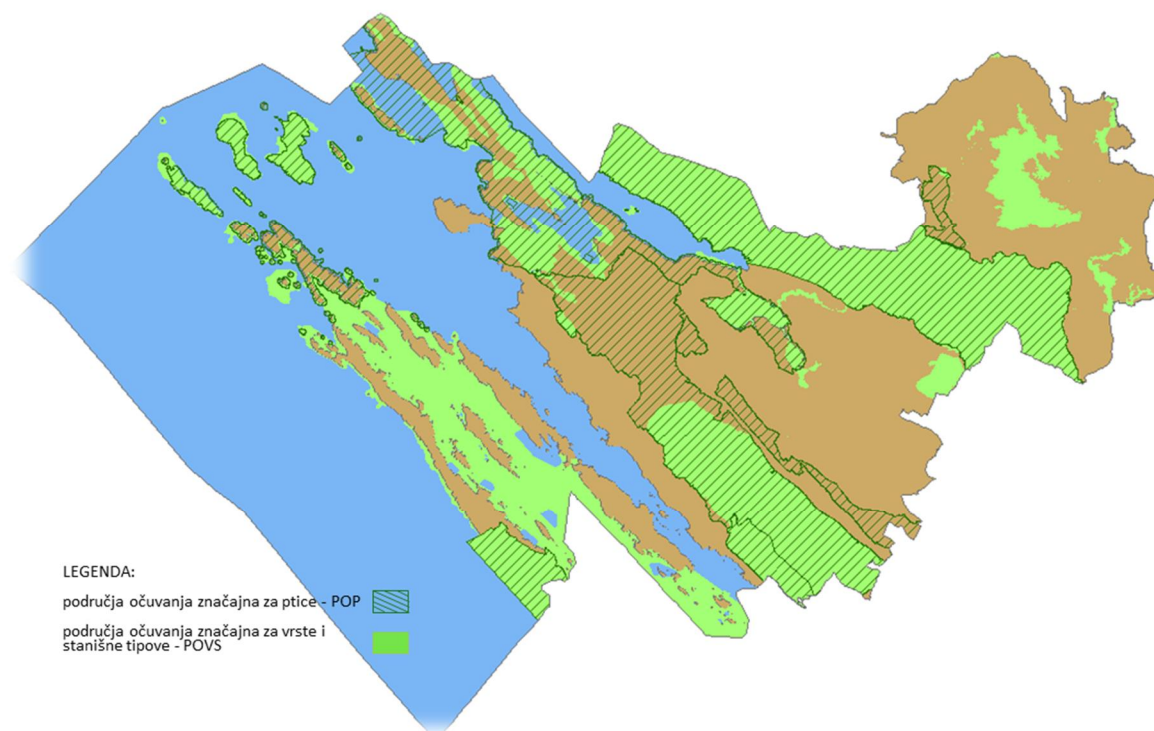 LEGENDA:
područja očuvanja značajna za ptice - POP
područja očuvanja značajna za vrste i
stanišne tipove - POVS